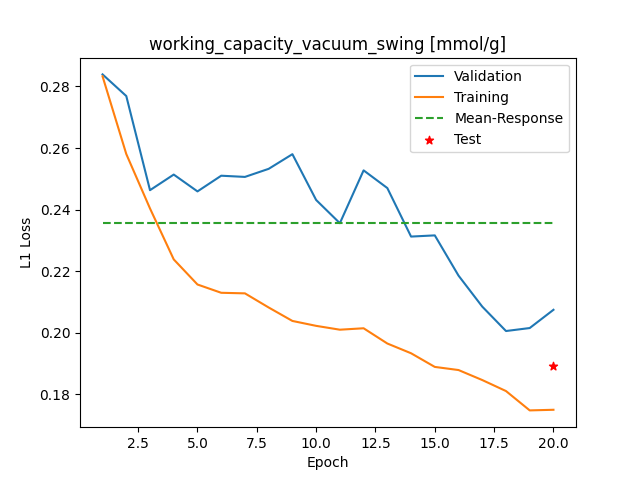 working_capacity_vacuum_swing [mmol/g]
Validation
Training
Mean-Response
Test
L1 Loss
0.28
0.26
0.24
0.22
0.20
0.18
2.5 5.0 7.5 10.0 12.5 15.0 17.5 20.0
Epoch